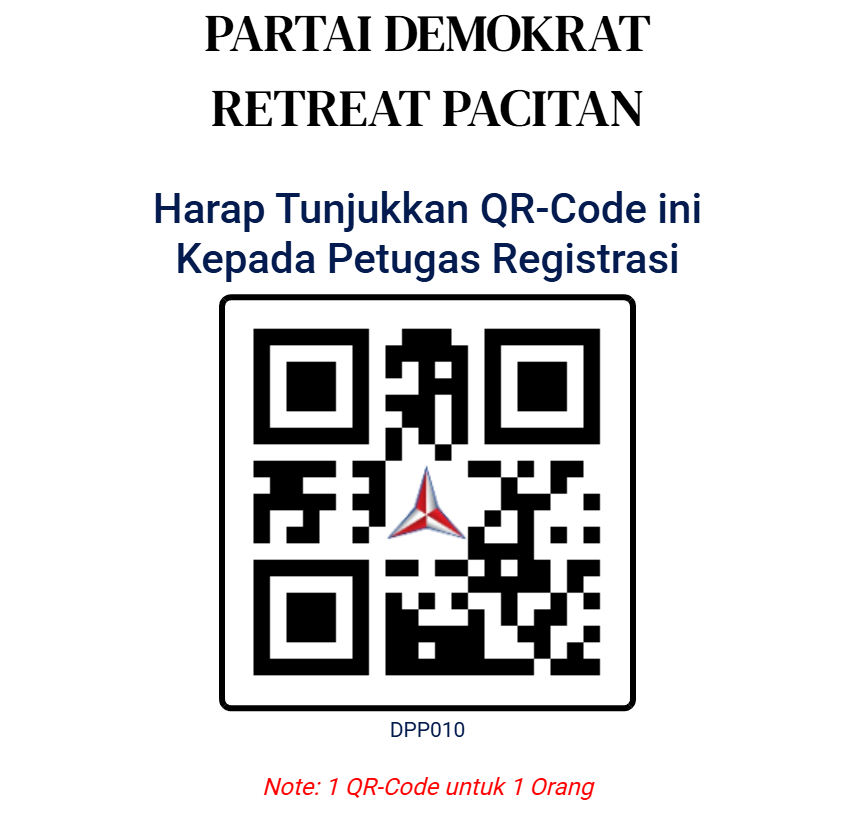 PARTAI DEMOKRAT
RETREAT PACITAN
Harap Tunjukkan QR-Code ini
Kepada Petugas Registrasi
DPP010
Note: 1 QR-Code untuk 1 Orang